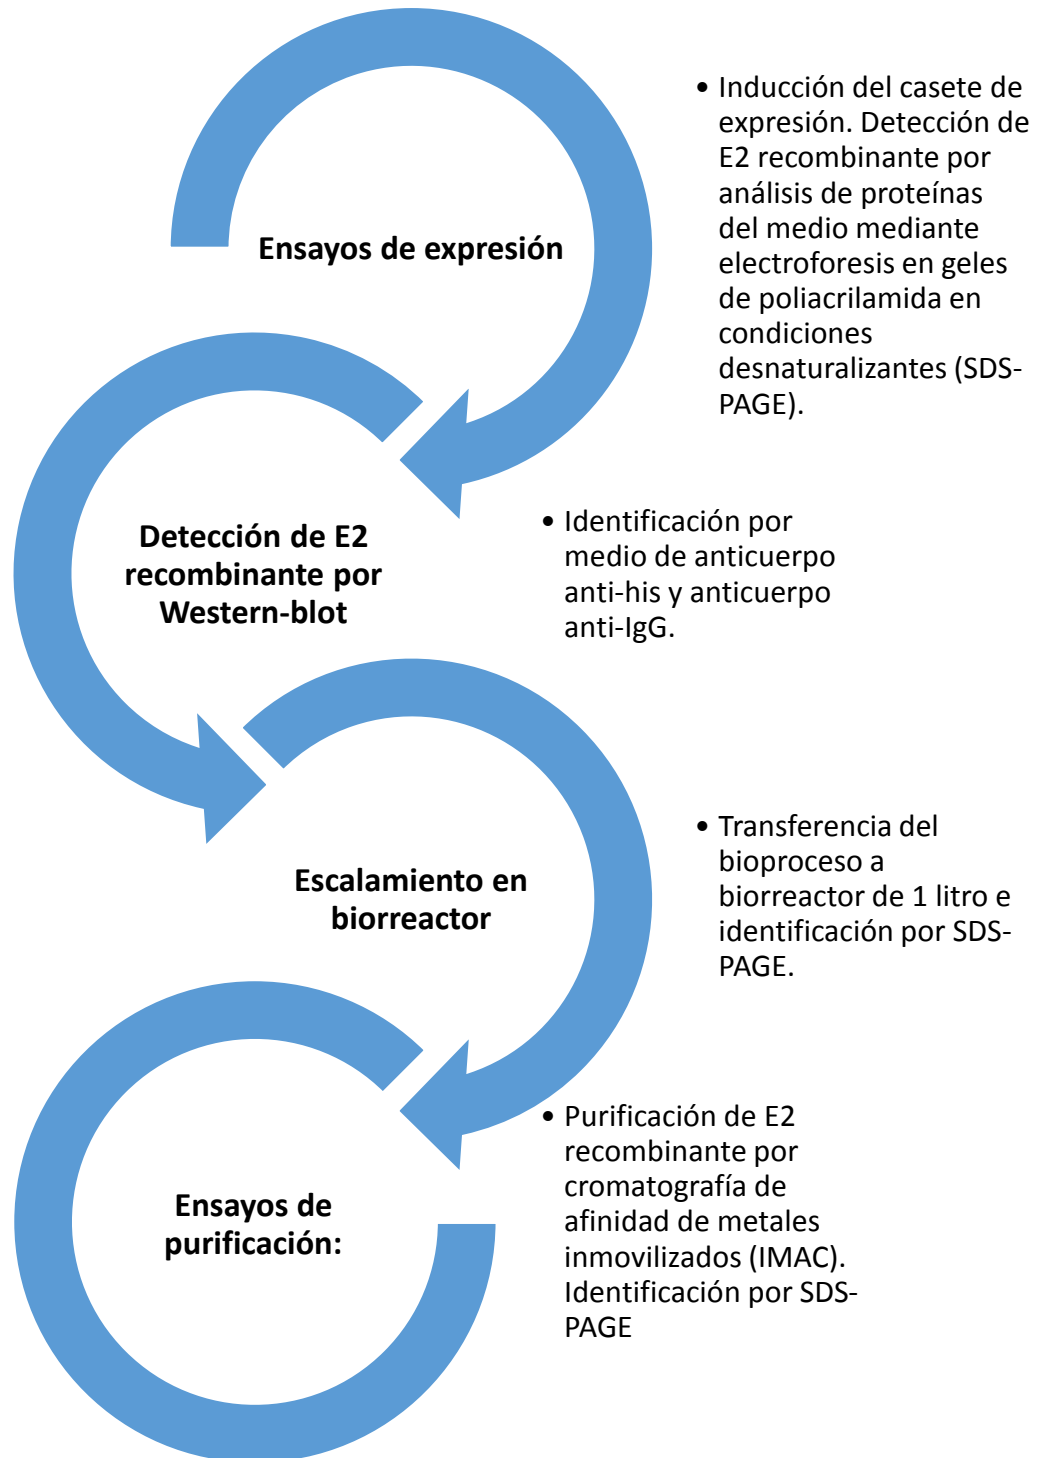 Ensayos de expresión
• Inducción del casete de
expresión. Detección de
E2 recombinante por
análisis de proteínas
del medio mediante
electroforesis en geles
de poliacrilamida en
condiciones
desnaturalizantes (SDS-
PAGE).
Detección de E2
recombinante por
Western-blot
• Identificación por
medio de anticuerpo
anti-his y anticuerpo
anti-IgG.
Escalamiento en
biorreactor
• Transferencia del
bioproceso a
biorreactor de 1 litro e
identificación por SDS-
PAGE.
Ensayos de
purificación:
• Purificación de E2
recombinante por
cromatografía de
afinidad de metales
inmovilizados (IMAC).
Identificación por SDS-
PAGE